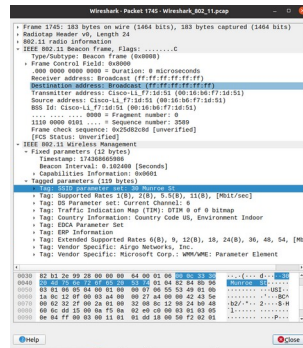 Wireshark · Packet 1745 · Wireshark_802_11.pcap
Frame 1745: 183 bytes on wire (1464 bits), 183 bytes captured (1464 bits)
Radiotap Header v0, Length 24
802.11 radio information
IEEE 802.11 Beacon frame, Flags: ........C
Type/Subtype: Beacon frame (0x0008)
Frame Control Field: 0x8000
.000 0000 0000 0000 = Duration: 0 microseconds
Receiver address: Broadcast (ff:ff:ff:ff:ff:ff)
Destination address: Broadcast (ff:ff:ff:ff:ff:ff)
Transmitter address: Cisco-Li_f7:1d:51 (00:16:b6:f7:1d:51)
Source address: Cisco-Li_f7:1d:51 (00:16:b6:f7:1d:51)
BSS Id: Cisco-Li_f7:1d:51 (00:16:b6:f7:1d:51)
.... .... .... 0000 = Fragment number: 0
1110 0000 0101 .... = Sequence number: 3589
Frame check sequence: 0x25d82c8d [unverified]
[FCS Status: Unverified]
IEEE 802.11 Wireless Management
Fixed parameters (12 bytes)
Timestamp: 174368665986
Beacon Interval: 0.102400 [Seconds]
Capabilities Information: 0x0601
Tagged parameters (119 bytes)
Tag: SSID parameter set: 30 Munroe St
Tag: Supported Rates 1(B), 2(B), 5.5(B), 11(B), [Mbit/sec]
Tag: DS Parameter set: Current Channel: 6
Tag: Traffic Indication Map (TIM): DTIM 0 of 0 bitmap
Tag: Country Information: Country Code US, Environment Indoor
Tag: EDCA Parameter Set
Tag: ERP Information
Tag: Extended Supported Rates 6(B), 9, 12(B), 18, 24(B), 36, 48, 54, [Mb
Tag: Vendor Specific: Airgo Networks, Inc.
Tag: Vendor Specific: Microsoft Corp.: WMM/WME: Parameter Element
0030
0040
0050
0060
0070
0080
0090
Help
Close